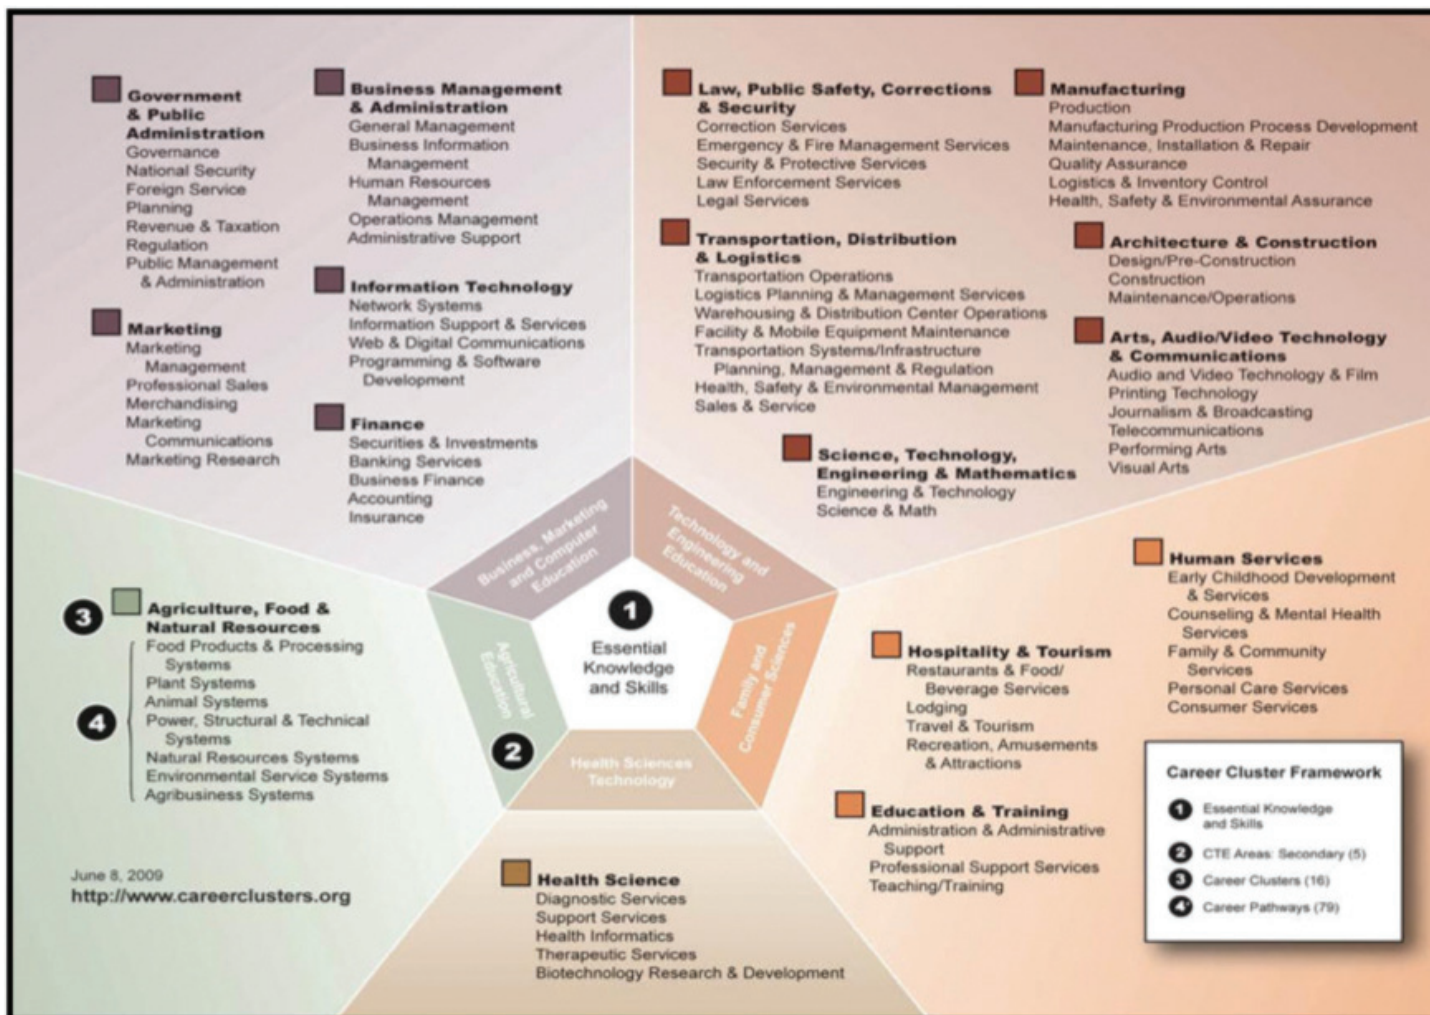 Government
& Public
Administration
Governance
National Security
Foreign Service
Planning
Revenue & Taxation
Regulation
Public Management
& Administration
Marketing
Marketing
Management
Professional Sales
Merchandising
Marketing
Communications
Marketing Research
Business Management
& Administration
General Management
Business Information
Management
Human Resources
Management
Operations Management
Administrative Support
Information Technology
Network Systems
Information Support & Services
Web & Digital Communications
Programming & Software
Development
Finance
Securities & Investments
Banking Services
Business Finance
Accounting
Insurance
Law, Public Safety, Corrections
& Security
Correction Services
Emergency & Fire Management Services
Security & Protective Services
Law Enforcement Services
Legal Services
Transportation, Distribution
& Logistics
Transportation Operations
Logistics Planning & Management Services
Warehousing & Distribution Center Operations
Facility & Mobile Equipment Maintenance
Transportation Systems/Infrastructure
Planning, Management & Regulation
Health, Safety & Environmental Management
Sales & Service
Science, Technology,
Engineering & Mathematics
Engineering & Technology
Science & Math
Manufacturing
Production
Manufacturing Production Process Development
Maintenance, Installation & Repair
Quality Assurance
Logistics & Inventory Control
Health, Safety & Environmental Assurance
Architecture & Construction
Design/Pre-Construction
Construction
Maintenance/Operations
Arts, Audio/Video Technology
& Communications
Audio and Video Technology & Film
Printing Technology
Journalism & Broadcasting
Telecommunications
Performing Arts
Visual Arts
Business, Marketing
and Computer
Education
Technology and
Engineering
Education
1
Essential
Knowledge
and Skills
Agricultural
Education
2
Family and
Consumer Sciences
Health Sciences
Technology
3
Agriculture, Food &
Natural Resources
4
Food Products & Processing
Systems
Plant Systems
Animal Systems
Power, Structural & Technical
Systems
Natural Resources Systems
Environmental Service Systems
Agribusiness Systems
June 8, 2009
http://www.careerclusters.org
Health Science
Diagnostic Services
Support Services
Health Informatics
Therapeutic Services
Biotechnology Research & Development
Hospitality & Tourism
Restaurants & Food/
Beverage Services
Lodging
Travel & Tourism
Recreation, Amusements
& Attractions
Education & Training
Administration & Administrative
Support
Professional Support Services
Teaching/Training
Human Services
Early Childhood Development
& Services
Counseling & Mental Health
Services
Family & Community
Services
Personal Care Services
Consumer Services
Career Cluster Framework
1 Essential Knowledge
and Skills
2 CTE Areas: Secondary (5)
3 Career Clusters (16)
4 Career Pathways (79)